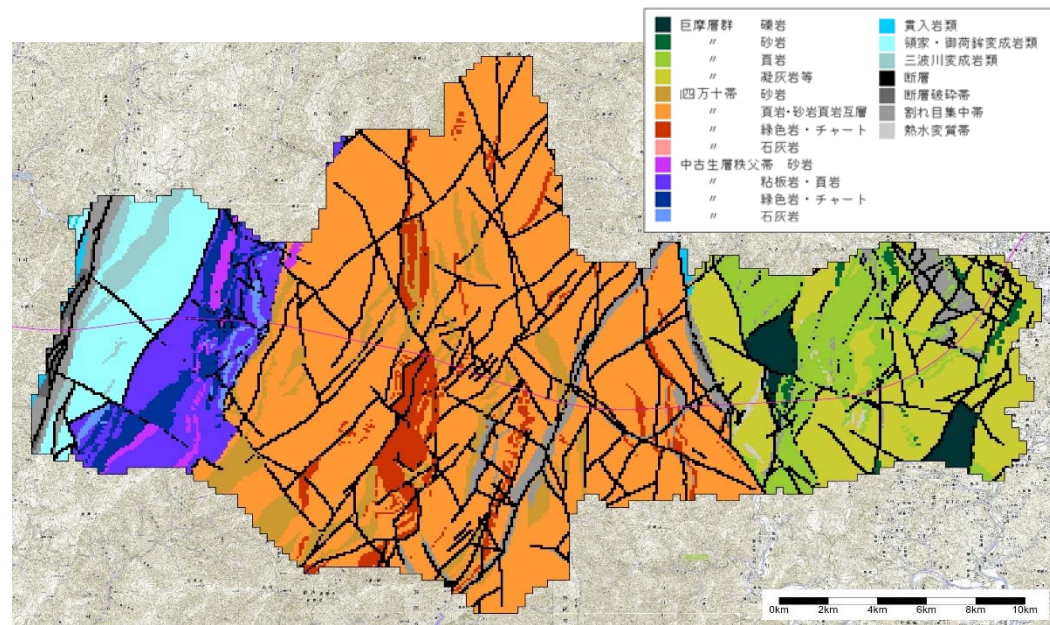 巨摩層群 礫岩
〃 砂岩
〃 頁岩
〃 凝灰岩等
四万十帯 砂岩
〃 頁岩・砂岩頁岩互層
〃 緑色岩・チャート
〃 石灰岩
中古生層秩父帯 砂岩
〃 粘板岩・頁岩
〃 緑色岩・チャート
〃 石灰岩
貫入岩類
領家・御荷鉾変成岩類
三波川変成岩類
断層
断層破砕帯
割れ目集中帯
熱水変質帯
0km 2km 4km 6km 8km 10km